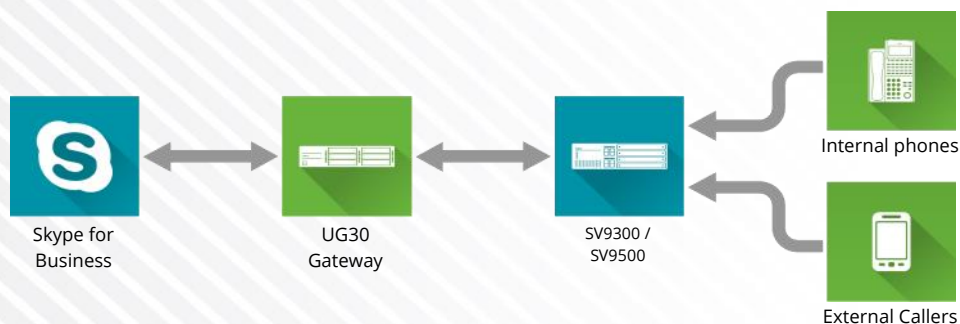 Internal phones
Skype for
Business
UG30
Gateway
SV9300 /
SV9500
External Callers